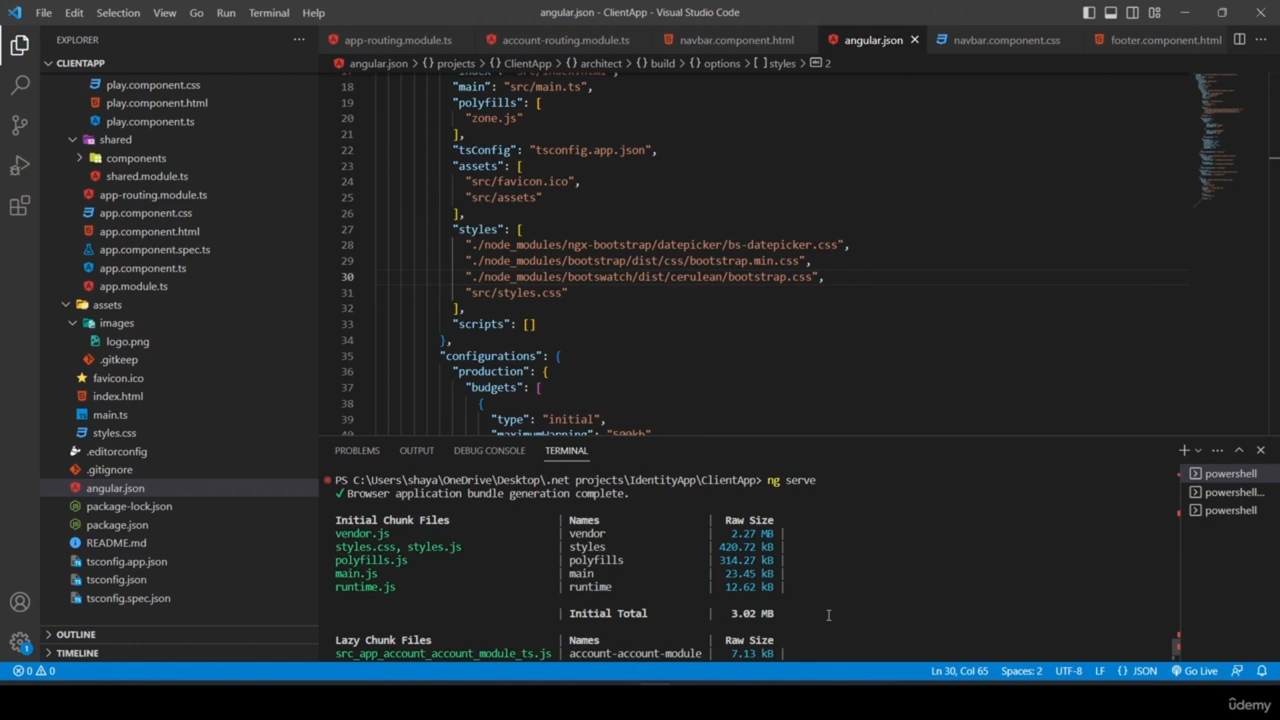 File Edit Selection View Go Run Terminal Help
angular.json - ClientApp - Visual Studio Code
EXPLORER
CLIENTAPP
play.component.css
play.component.html
play.component.ts
shared
components
shared.module.ts
app-routing.module.ts
app.component.css
app.component.html
app.component.spec.ts
app.component.ts
app.module.ts
assets
images
logo.png
.gitkeep
favicon.ico
index.html
main.ts
styles.css
.editorconfig
.gitignore
angular.json
package-lock.json
package.json
README.md
tsconfig.app.json
tsconfig.json
tsconfig.spec.json
OUTLINE
TIMELINE
app-routing.module.ts account-routing.module.ts navbar.component.html angular.json navbar.component.css footer.component.html
angular.json > projects > ClientApp > architect > build > options > [ ] styles > 2
17 "index": "src/index.html",
18 "main": "src/main.ts",
19 "polyfills": [
20 "zone.js"
21 ],
22 "tsConfig": "tsconfig.app.json",
23 "assets": [
24 "src/favicon.ico",
25 "src/assets"
26 ],
27 "styles": [
28 "./node_modules/ngx-bootstrap/datepicker/bs-datepicker.css",
29 "./node_modules/bootstrap/dist/css/bootstrap.min.css",
30 "./node_modules/bootswatch/dist/cerulean/bootstrap.css",
31 "src/styles.css"
32 ],
33 "scripts": []
34 },
35 "configurations": {
36 "production": {
37 "budgets": [
38 {
39 "type": "initial",
40 "maximumWarning": "500kb"
PROBLEMS OUTPUT DEBUG CONSOLE TERMINAL
PS C:\Users\shaya\OneDrive\Desktop\.net projects\IdentityApp\ClientApp> ng serve
✓ Browser application bundle generation complete.
Initial Chunk Files | Names | Raw Size
vendor.js | vendor | 2.27 MB |
styles.css, styles.js | styles | 420.72 kB |
polyfills.js | polyfills | 314.27 kB |
main.js | main | 23.45 kB |
runtime.js | runtime | 12.62 kB |
| Initial Total | 3.02 MB
Lazy Chunk Files | Names | Raw Size
src_app_account_account_module_ts.js | account-account-module | 7.13 kB |
powershell
powershell...
powershell
1
0 0 Ln 30, Col 65 Spaces: 2 UTF-8 LF { } JSON Go Live
ûdemy